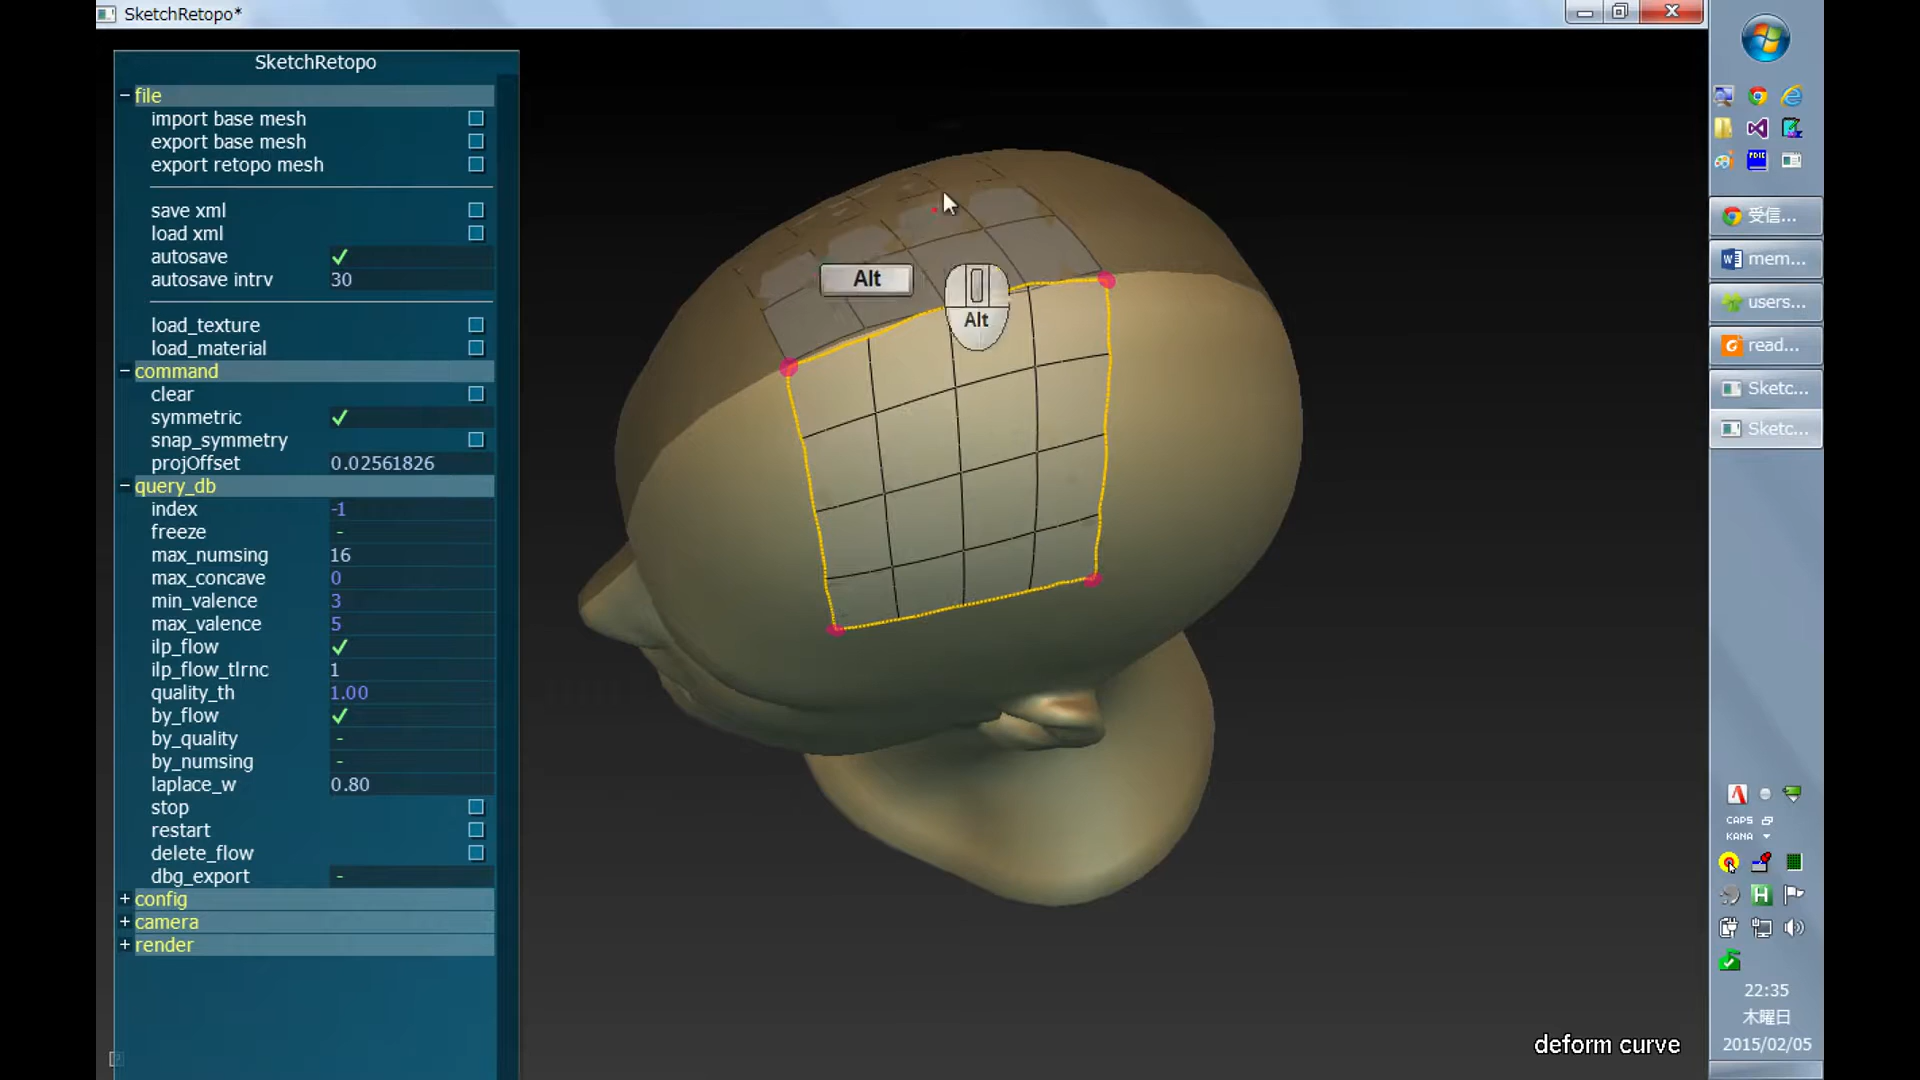 SketchRetopo*
SketchRetopo
− file
import base mesh
export base mesh
export retopo mesh
save xml
load xml
autosave
autosave intrv 30
load_texture
load_material
− command
clear
symmetric
snap_symmetry
projOffset 0.02561826
− query_db
index -1
freeze -
max_numsing 16
max_concave 0
min_valence 3
max_valence 5
ilp_flow
ilp_flow_tlrnc 1
quality_th 1.00
by_flow
by_quality -
by_numsing -
laplace_w 0.80
stop
restart
delete_flow
dbg_export -
+ config
+ camera
+ render
Alt
Alt
deform curve
PDIC
受信...
mem...
users...
read...
Sketc...
Sketc...
CAPS
KANA
22:35
木曜日
2015/02/05